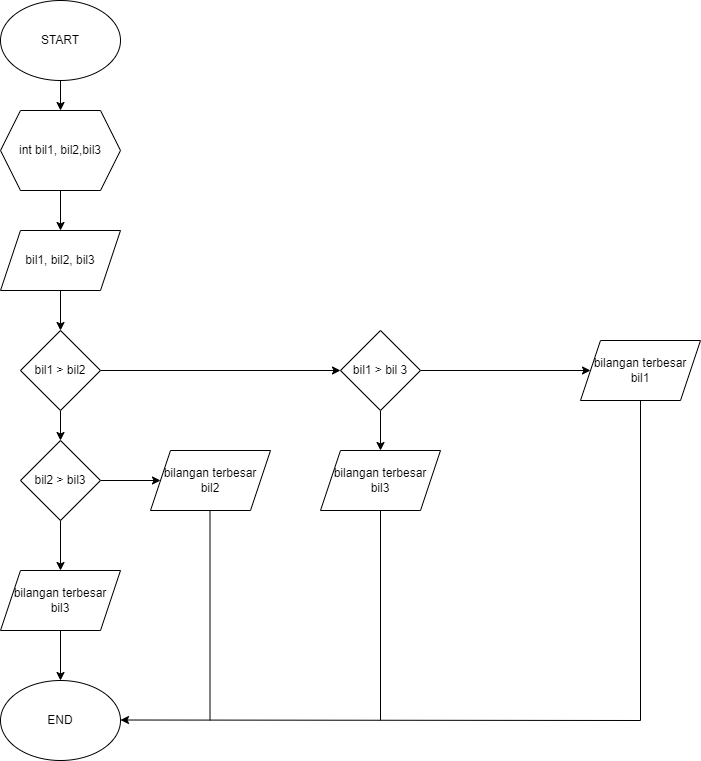 START
int bil1, bil2,bil3
bil1, bil2, bil3
bil1 > bil2
bil1 > bil 3
bilangan terbesar
bil1
bil2 > bil3
bilangan terbesar
bil2
bilangan terbesar
bil3
bilangan terbesar
bil3
END